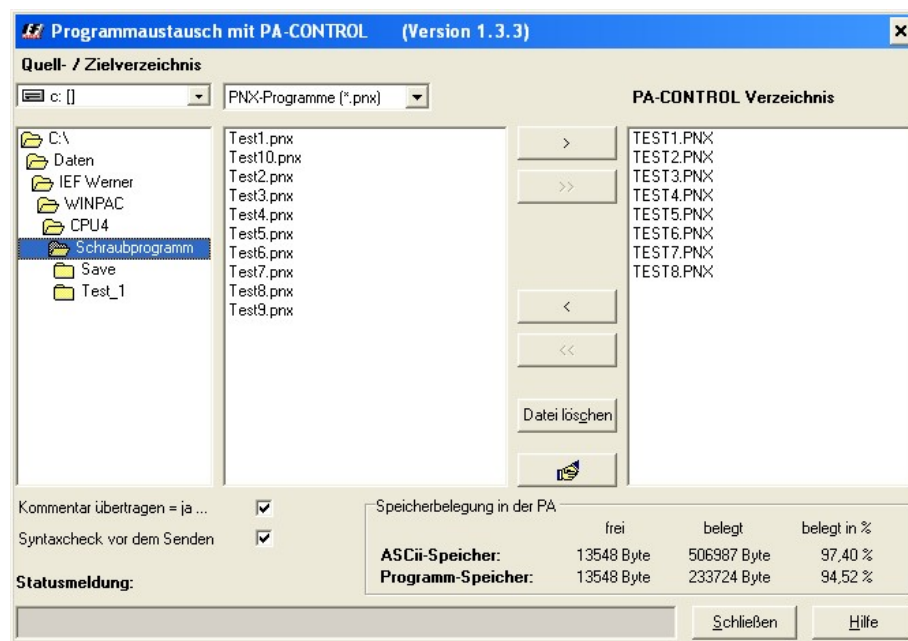 Programmaustausch mit PA-CONTROL (Version 1.3.3)
Quell- / Zielverzeichnis
c: []
PNX-Programme (*.pnx)
PA-CONTROL Verzeichnis
C:\
Daten
IEF Werner
WINPAC
CPU4
Schraubprogramm
Save
Test_1
Test1.pnx
Test10.pnx
Test2.pnx
Test3.pnx
Test4.pnx
Test5.pnx
Test6.pnx
Test7.pnx
Test8.pnx
Test9.pnx
>
>>
<
<<
Datei löschen
TEST1.PNX
TEST2.PNX
TEST3.PNX
TEST4.PNX
TEST5.PNX
TEST6.PNX
TEST7.PNX
TEST8.PNX
Kommentar übertragen = ja ...
Syntaxcheck vor dem Senden
Statusmeldung:
Speicherbelegung in der PA
frei belegt belegt in %
ASCii-Speicher: 13548 Byte 506987 Byte 97,40 %
Programm-Speicher: 13548 Byte 233724 Byte 94,52 %
Schließen
Hilfe